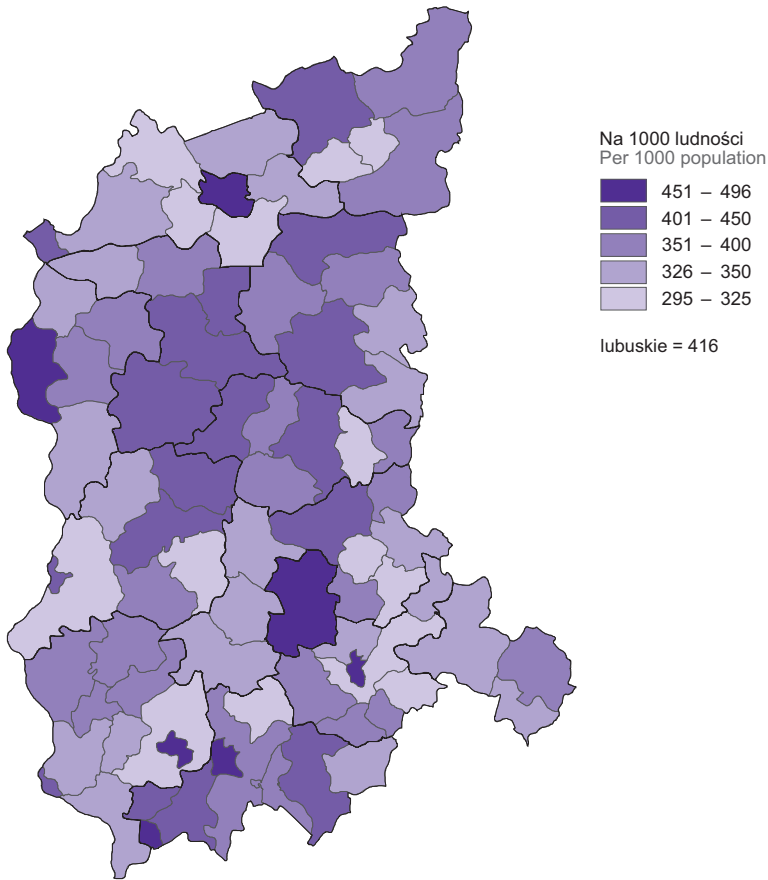 Na 1000 ludności
Per 1000 population
451 – 496
401 – 450
351 – 400
326 – 350
295 – 325
lubuskie = 416